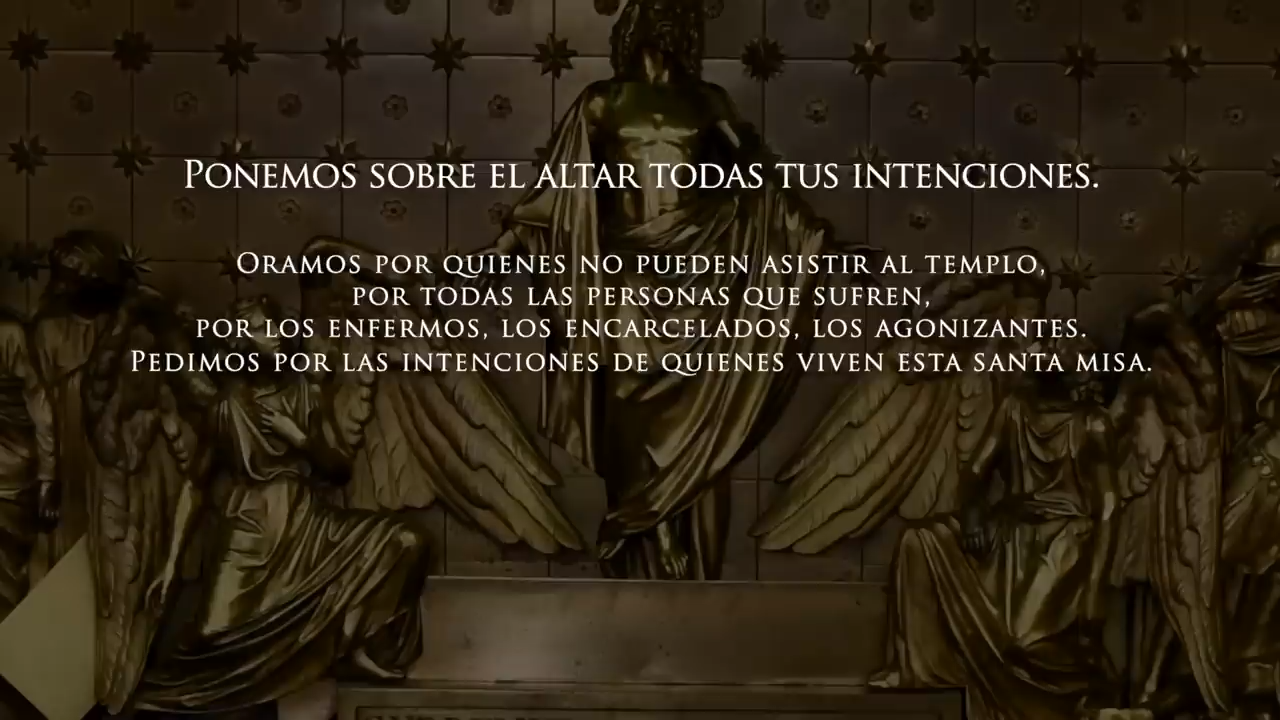 Ponemos sobre el altar todas tus intenciones.
Oramos por quienes no pueden asistir al templo,
por todas las personas que sufren,
por los enfermos, los encarcelados, los agonizantes.
Pedimos por las intenciones de quienes viven esta santa misa.